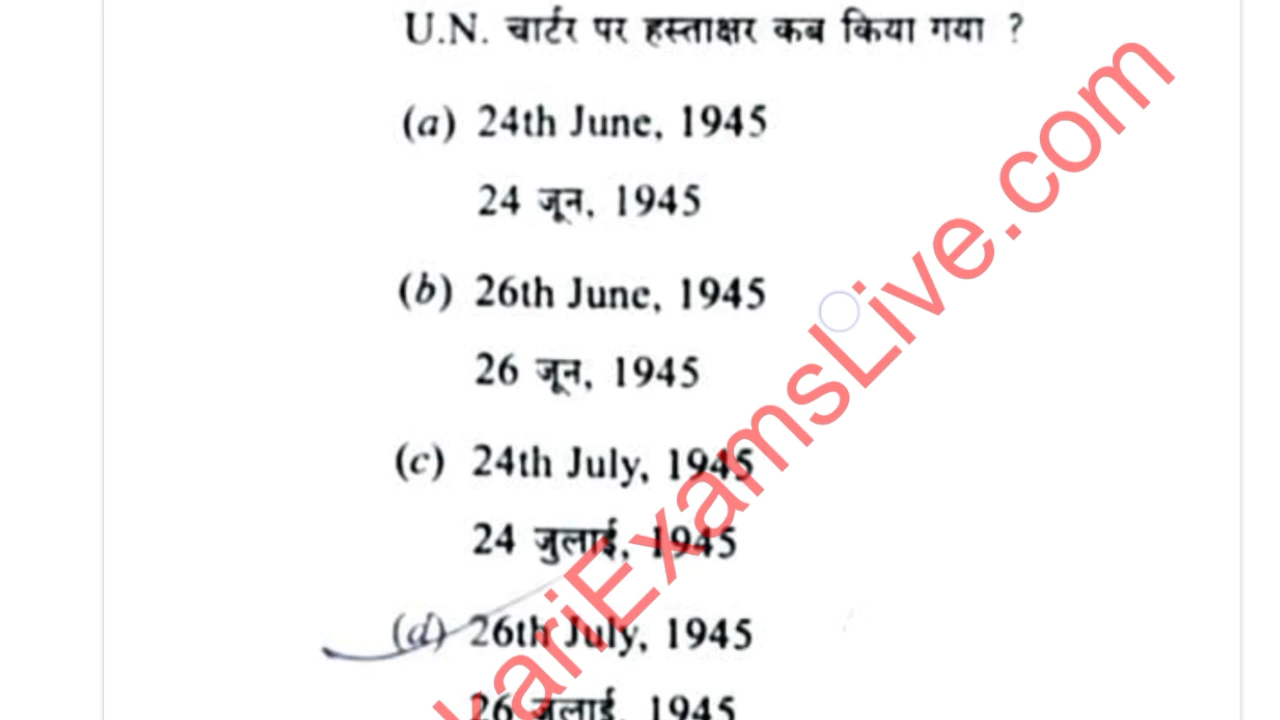 U.N. चार्टर पर हस्ताक्षर कब किया गया ?
(a) 24th June, 1945
24 जून, 1945
(b) 26th June, 1945
26 जून, 1945
(c) 24th July, 1945
24 जुलाई, 1945
(d) 26th July, 1945
26 जुलाई, 1945
kariExamsLive.com